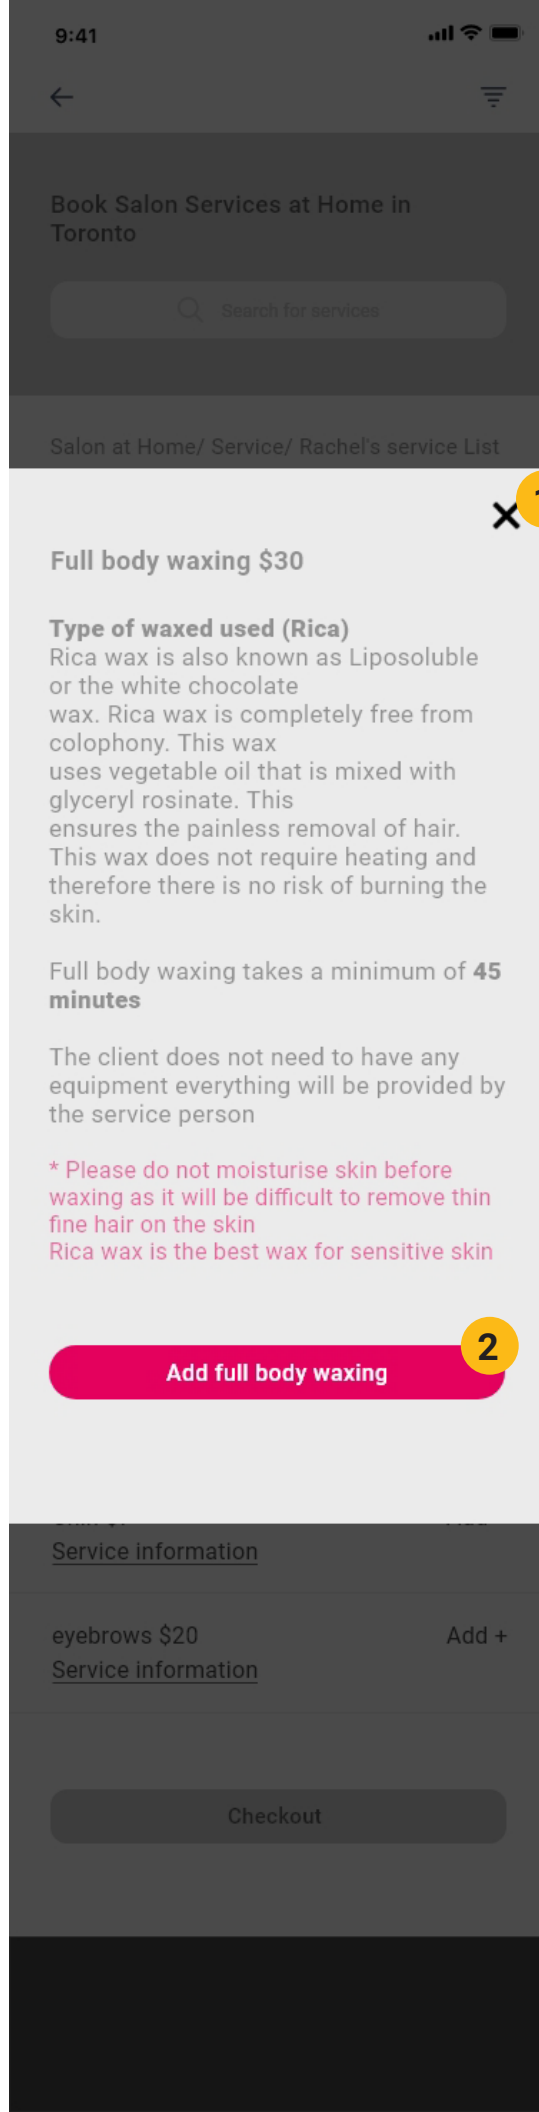 9:41
Book Salon Services at Home in
Toronto
Search for services
Salon at Home/ Service/ Rachel's service List
Full body waxing $30
Type of waxed used (Rica)
Rica wax is also known as Liposoluble
or the white chocolate
wax. Rica wax is completely free from
colophony. This wax
uses vegetable oil that is mixed with
glyceryl rosinate. This
ensures the painless removal of hair.
This wax does not require heating and
therefore there is no risk of burning the
skin.
Full body waxing takes a minimum of 45
minutes
The client does not need to have any
equipment everything will be provided by
the service person
* Please do not moisturise skin before
waxing as it will be difficult to remove thin
fine hair on the skin
Rica wax is the best wax for sensitive skin
2
Add full body waxing
Service information
eyebrows $20 Add +
Service information
Checkout